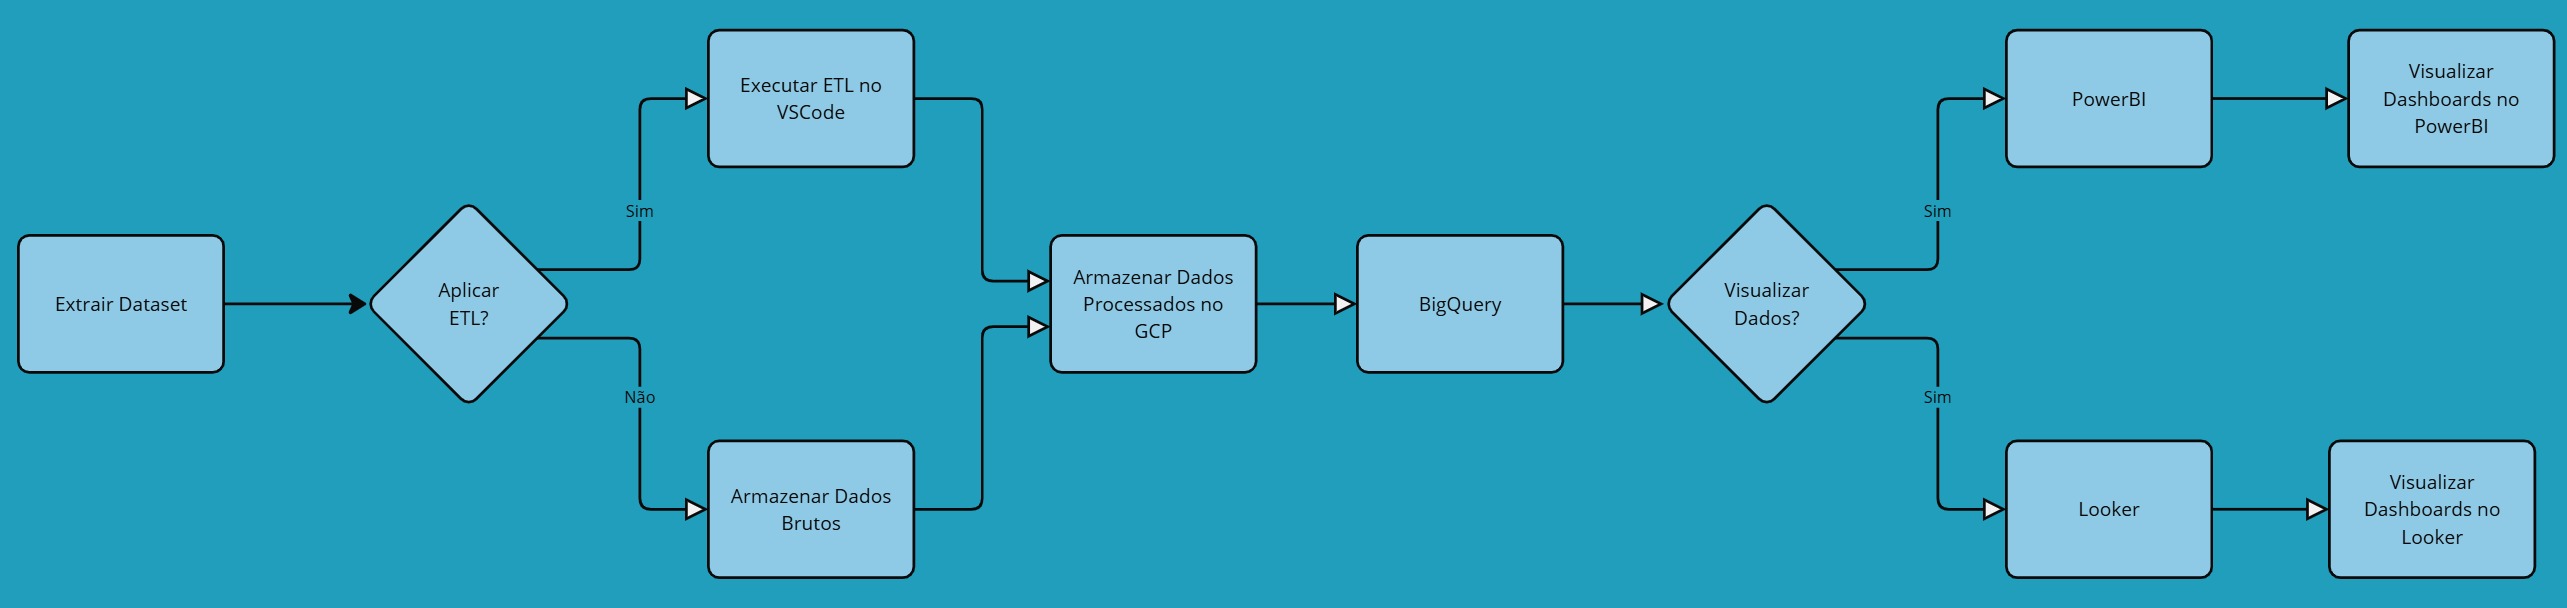 Extrair Dataset
Aplicar
ETL?
Sim
Não
Executar ETL no
VSCode
Armazenar Dados
Brutos
Armazenar Dados
Processados no
GCP
BigQuery
Visualizar
Dados?
Sim
Sim
PowerBI
Visualizar
Dashboards no
PowerBI
Looker
Visualizar
Dashboards no
Looker